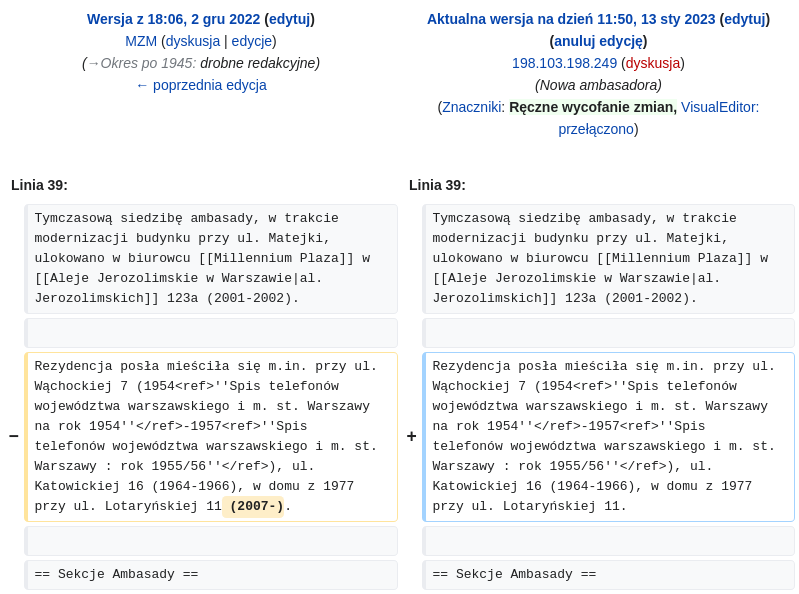 Wersja z 18:06, 2 gru 2022 (edytuj)
MZM (dyskusja | edycje)
(→Okres po 1945: drobne redakcyjne)
← poprzednia edycja
Aktualna wersja na dzień 11:50, 13 sty 2023 (edytuj)
(anuluj edycję)
198.103.198.249 (dyskusja)
(Nowa ambasadora)
(Znaczniki: Ręczne wycofanie zmian, VisualEditor:
przełączono)
Linia 39:
Tymczasową siedzibę ambasady, w trakcie
modernizacji budynku przy ul. Matejki,
ulokowano w biurowcu [[Millennium Plaza]] w
[[Aleje Jerozolimskie w Warszawie|al.
Jerozolimskich]] 123a (2001-2002).
− Rezydencja posła mieściła się m.in. przy ul.
Wąchockiej 7 (1954<ref>''Spis telefonów
województwa warszawskiego i m. st. Warszawy
na rok 1954''</ref>-1957<ref>''Spis
telefonów województwa warszawskiego i m. st.
Warszawy : rok 1955/56''</ref>), ul.
Katowickiej 16 (1964-1966), w domu z 1977
przy ul. Lotaryńskiej 11 (2007-).
== Sekcje Ambasady ==
Linia 39:
Tymczasową siedzibę ambasady, w trakcie
modernizacji budynku przy ul. Matejki,
ulokowano w biurowcu [[Millennium Plaza]] w
[[Aleje Jerozolimskie w Warszawie|al.
Jerozolimskich]] 123a (2001-2002).
+ Rezydencja posła mieściła się m.in. przy ul.
Wąchockiej 7 (1954<ref>''Spis telefonów
województwa warszawskiego i m. st. Warszawy
na rok 1954''</ref>-1957<ref>''Spis
telefonów województwa warszawskiego i m. st.
Warszawy : rok 1955/56''</ref>), ul.
Katowickiej 16 (1964-1966), w domu z 1977
przy ul. Lotaryńskiej 11.
== Sekcje Ambasady ==